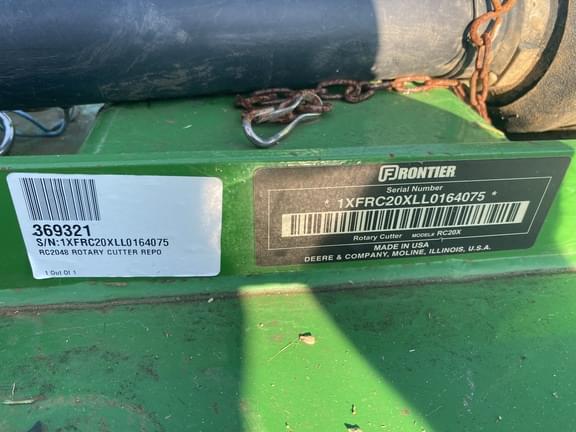 369321
S/N:1XFRC20XLL0164075
RC2048 ROTARY CUTTER REPO
1 Out Of 1
FRONTIER
Serial Number
* 1XFRC20XLL0164075 *
Rotary Cutter MODEL# RC20X
MADE IN USA
DEERE & COMPANY, MOLINE, ILLINOIS, U.S.A.